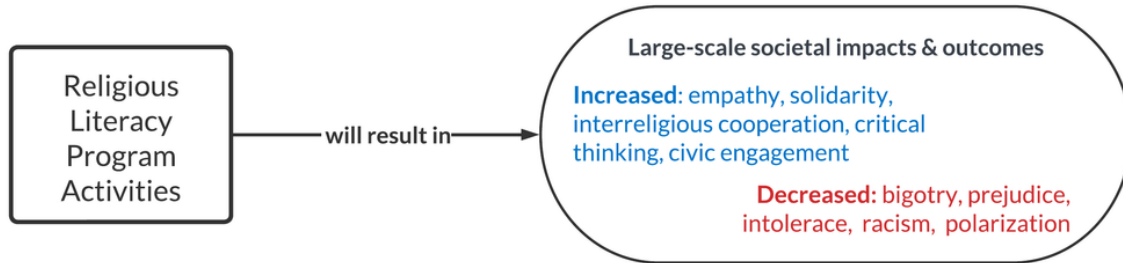 Religious
Literacy
Program
Activities
will result in
Large-scale societal impacts & outcomes
Increased: empathy, solidarity,
interreligious cooperation, critical
thinking, civic engagement
Decreased: bigotry, prejudice,
intolerace, racism, polarization